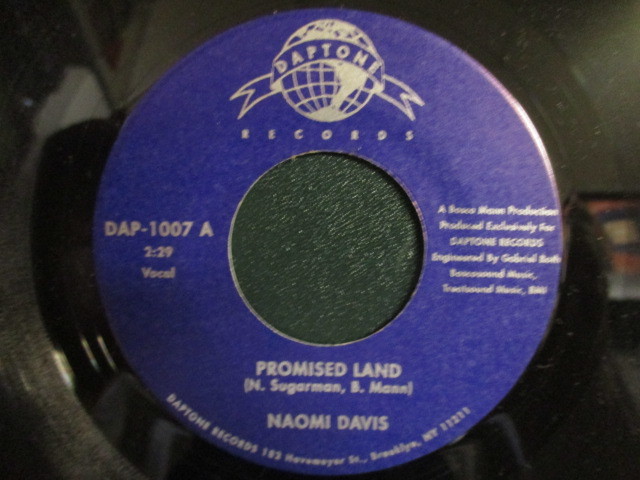 DAPTONE
RECORDS
DAP-1007 A
2:29
Vocal
A Bosco Mann Production
Produced Exclusively For
DAPTONE RECORDS
Engineered By Gabriel Roth
Boscosound Music,
Tractsound Music, BMI
PROMISED LAND
(N. Sugarman, B. Mann)
NAOMI DAVIS
DAPTONE RECORDS 182 Havemeyer St., Brooklyn, NY 11211